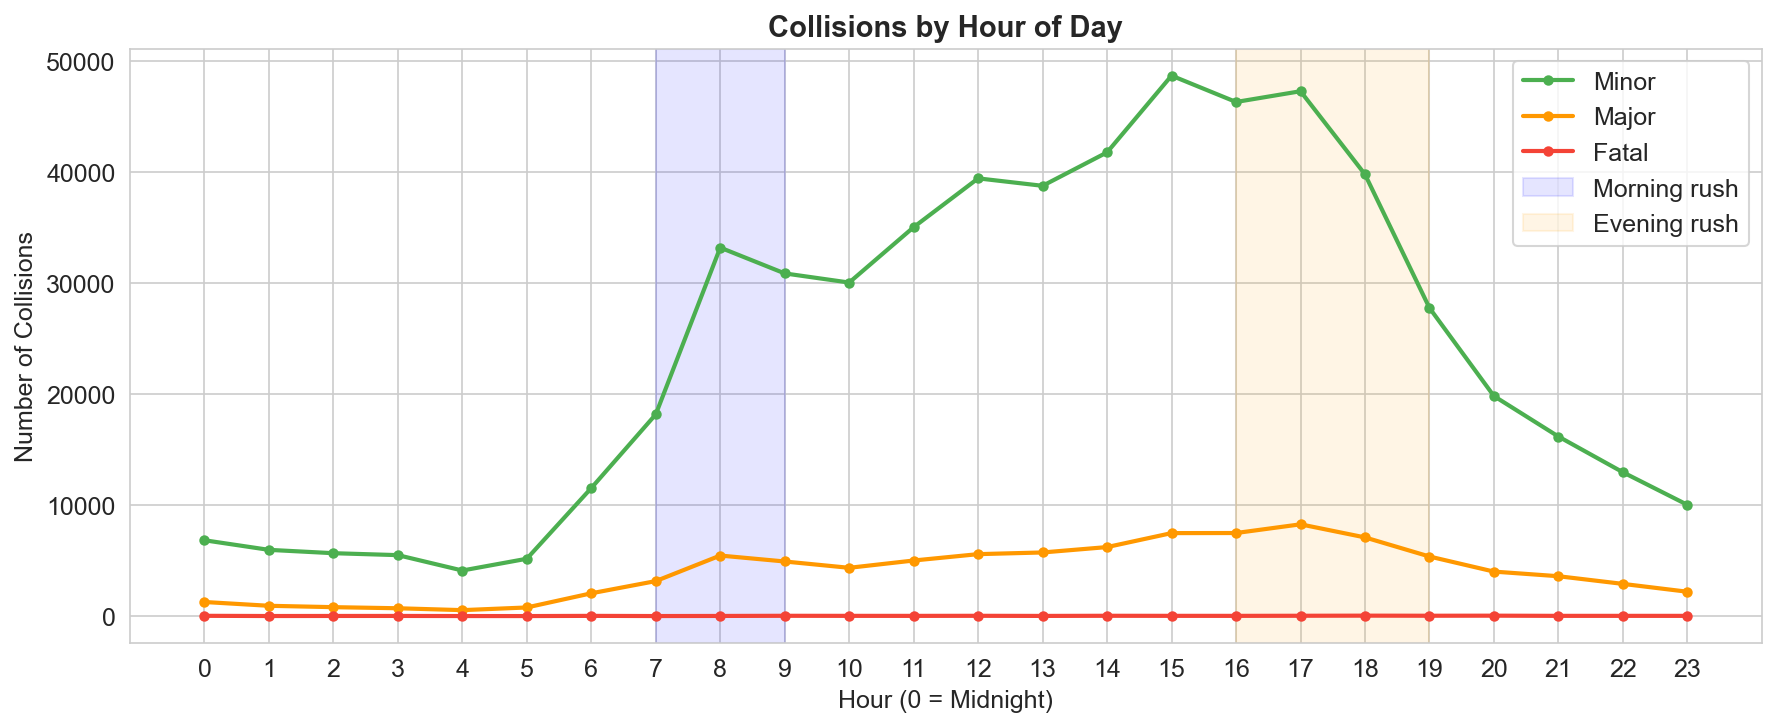 Collisions by Hour of Day
50000
40000
30000
20000
10000
0
Number of Collisions
Minor
Major
Fatal
Morning rush
Evening rush
0 1 2 3 4 5 6 7 8 9 10 11 12 13 14 15 16 17 18 19 20 21 22 23
Hour (0 = Midnight)